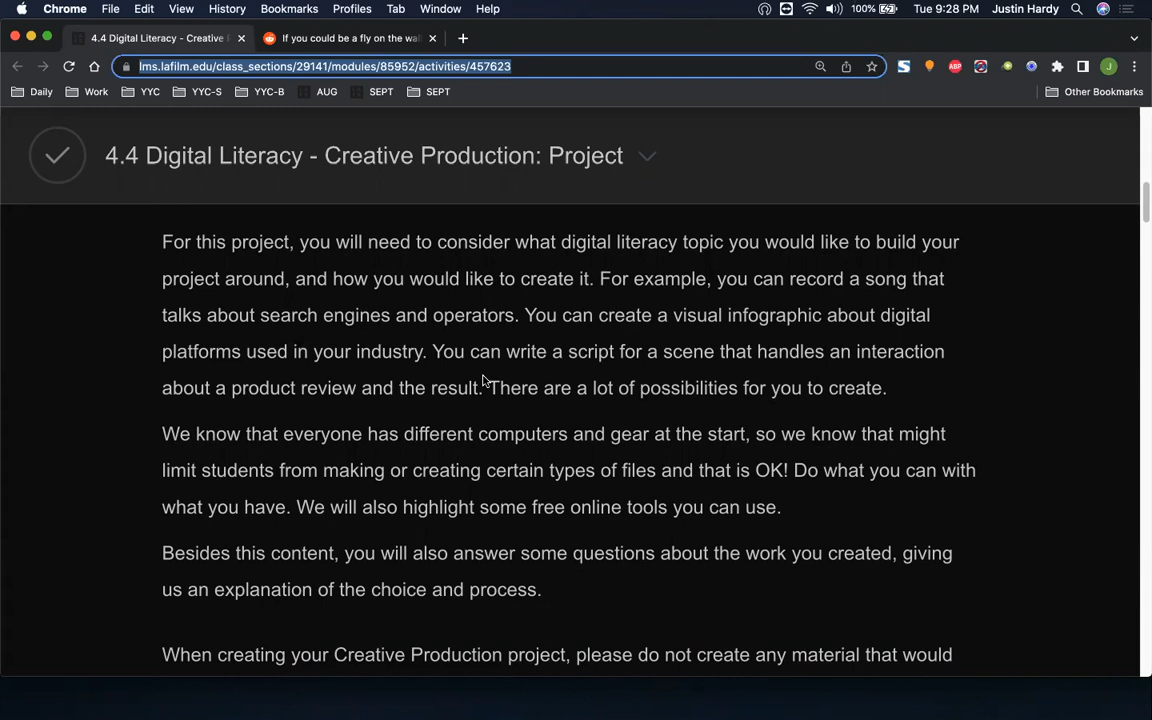 Chrome File Edit View History Bookmarks Profiles Tab Window Help 100% Tue 9:28 PM Justin Hardy
4.4 Digital Literacy - Creative
If you could be a fly on the wal
lms.lafilm.edu/class_sections/29141/modules/85952/activities/457623
S ABP J
Daily Work YYC YYC-S YYC-B AUG SEPT SEPT Other Bookmarks
4.4 Digital Literacy - Creative Production: Project
For this project, you will need to consider what digital literacy topic you would like to build your
project around, and how you would like to create it. For example, you can record a song that
talks about search engines and operators. You can create a visual infographic about digital
platforms used in your industry. You can write a script for a scene that handles an interaction
about a product review and the result. There are a lot of possibilities for you to create.
We know that everyone has different computers and gear at the start, so we know that might
limit students from making or creating certain types of files and that is OK! Do what you can with
what you have. We will also highlight some free online tools you can use.
Besides this content, you will also answer some questions about the work you created, giving
us an explanation of the choice and process.
When creating your Creative Production project, please do not create any material that would